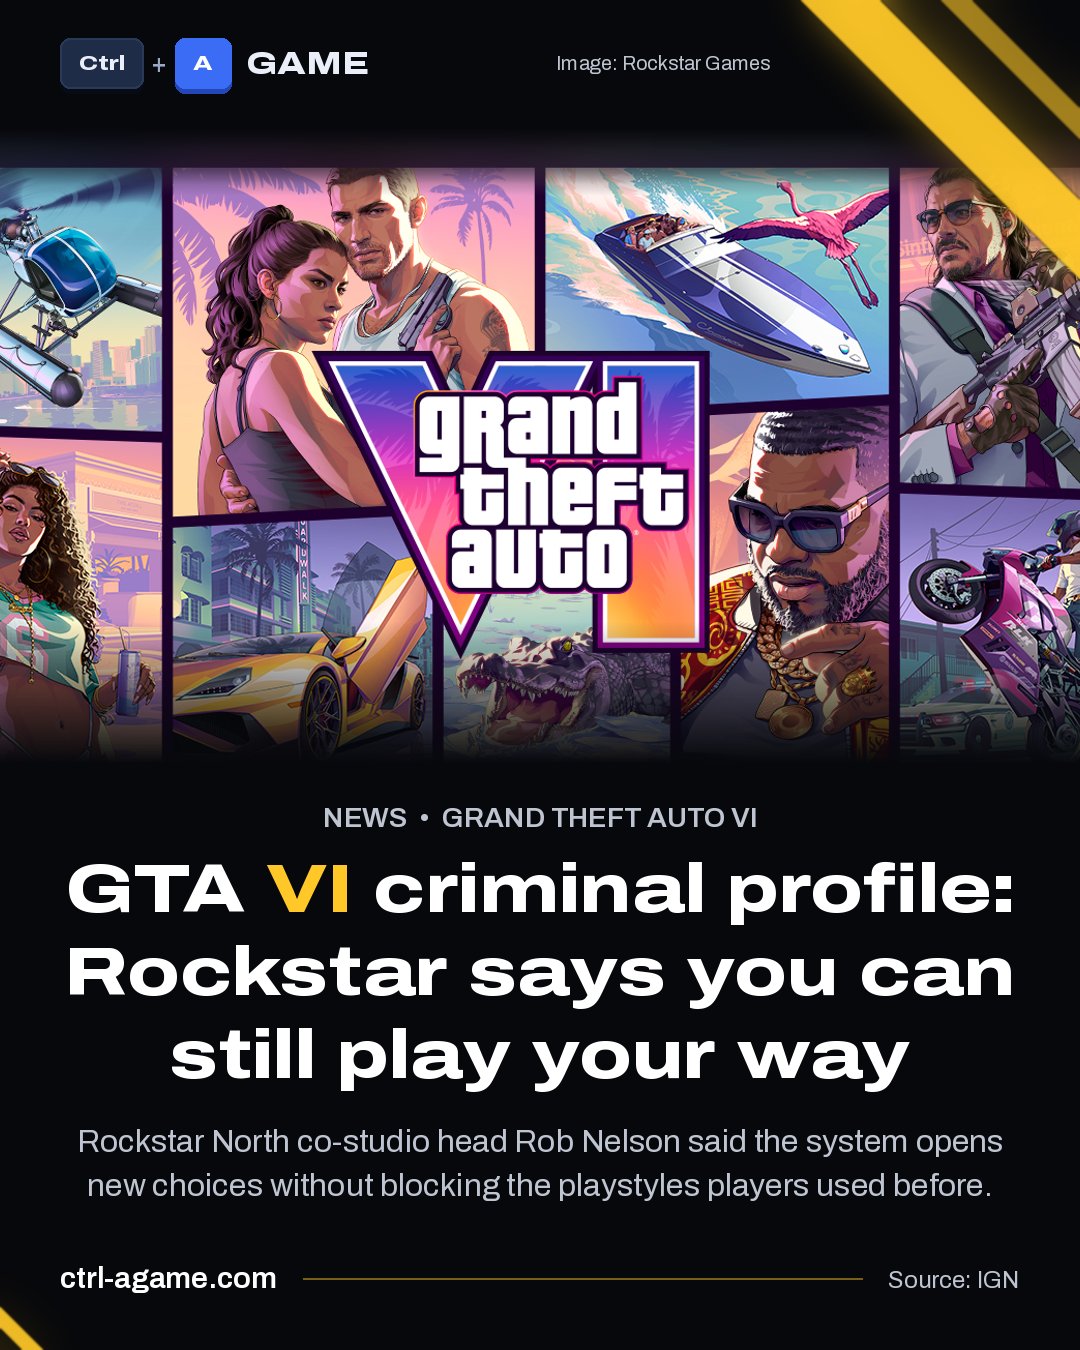 Ctrl + A GAME
Image: Rockstar Games
grand
theft
auto
VI
NEWS • GRAND THEFT AUTO VI
GTA VI criminal profile:
Rockstar says you can
still play your way
Rockstar North co-studio head Rob Nelson said the system opens
new choices without blocking the playstyles players used before.
ctrl-agame.com
Source: IGN